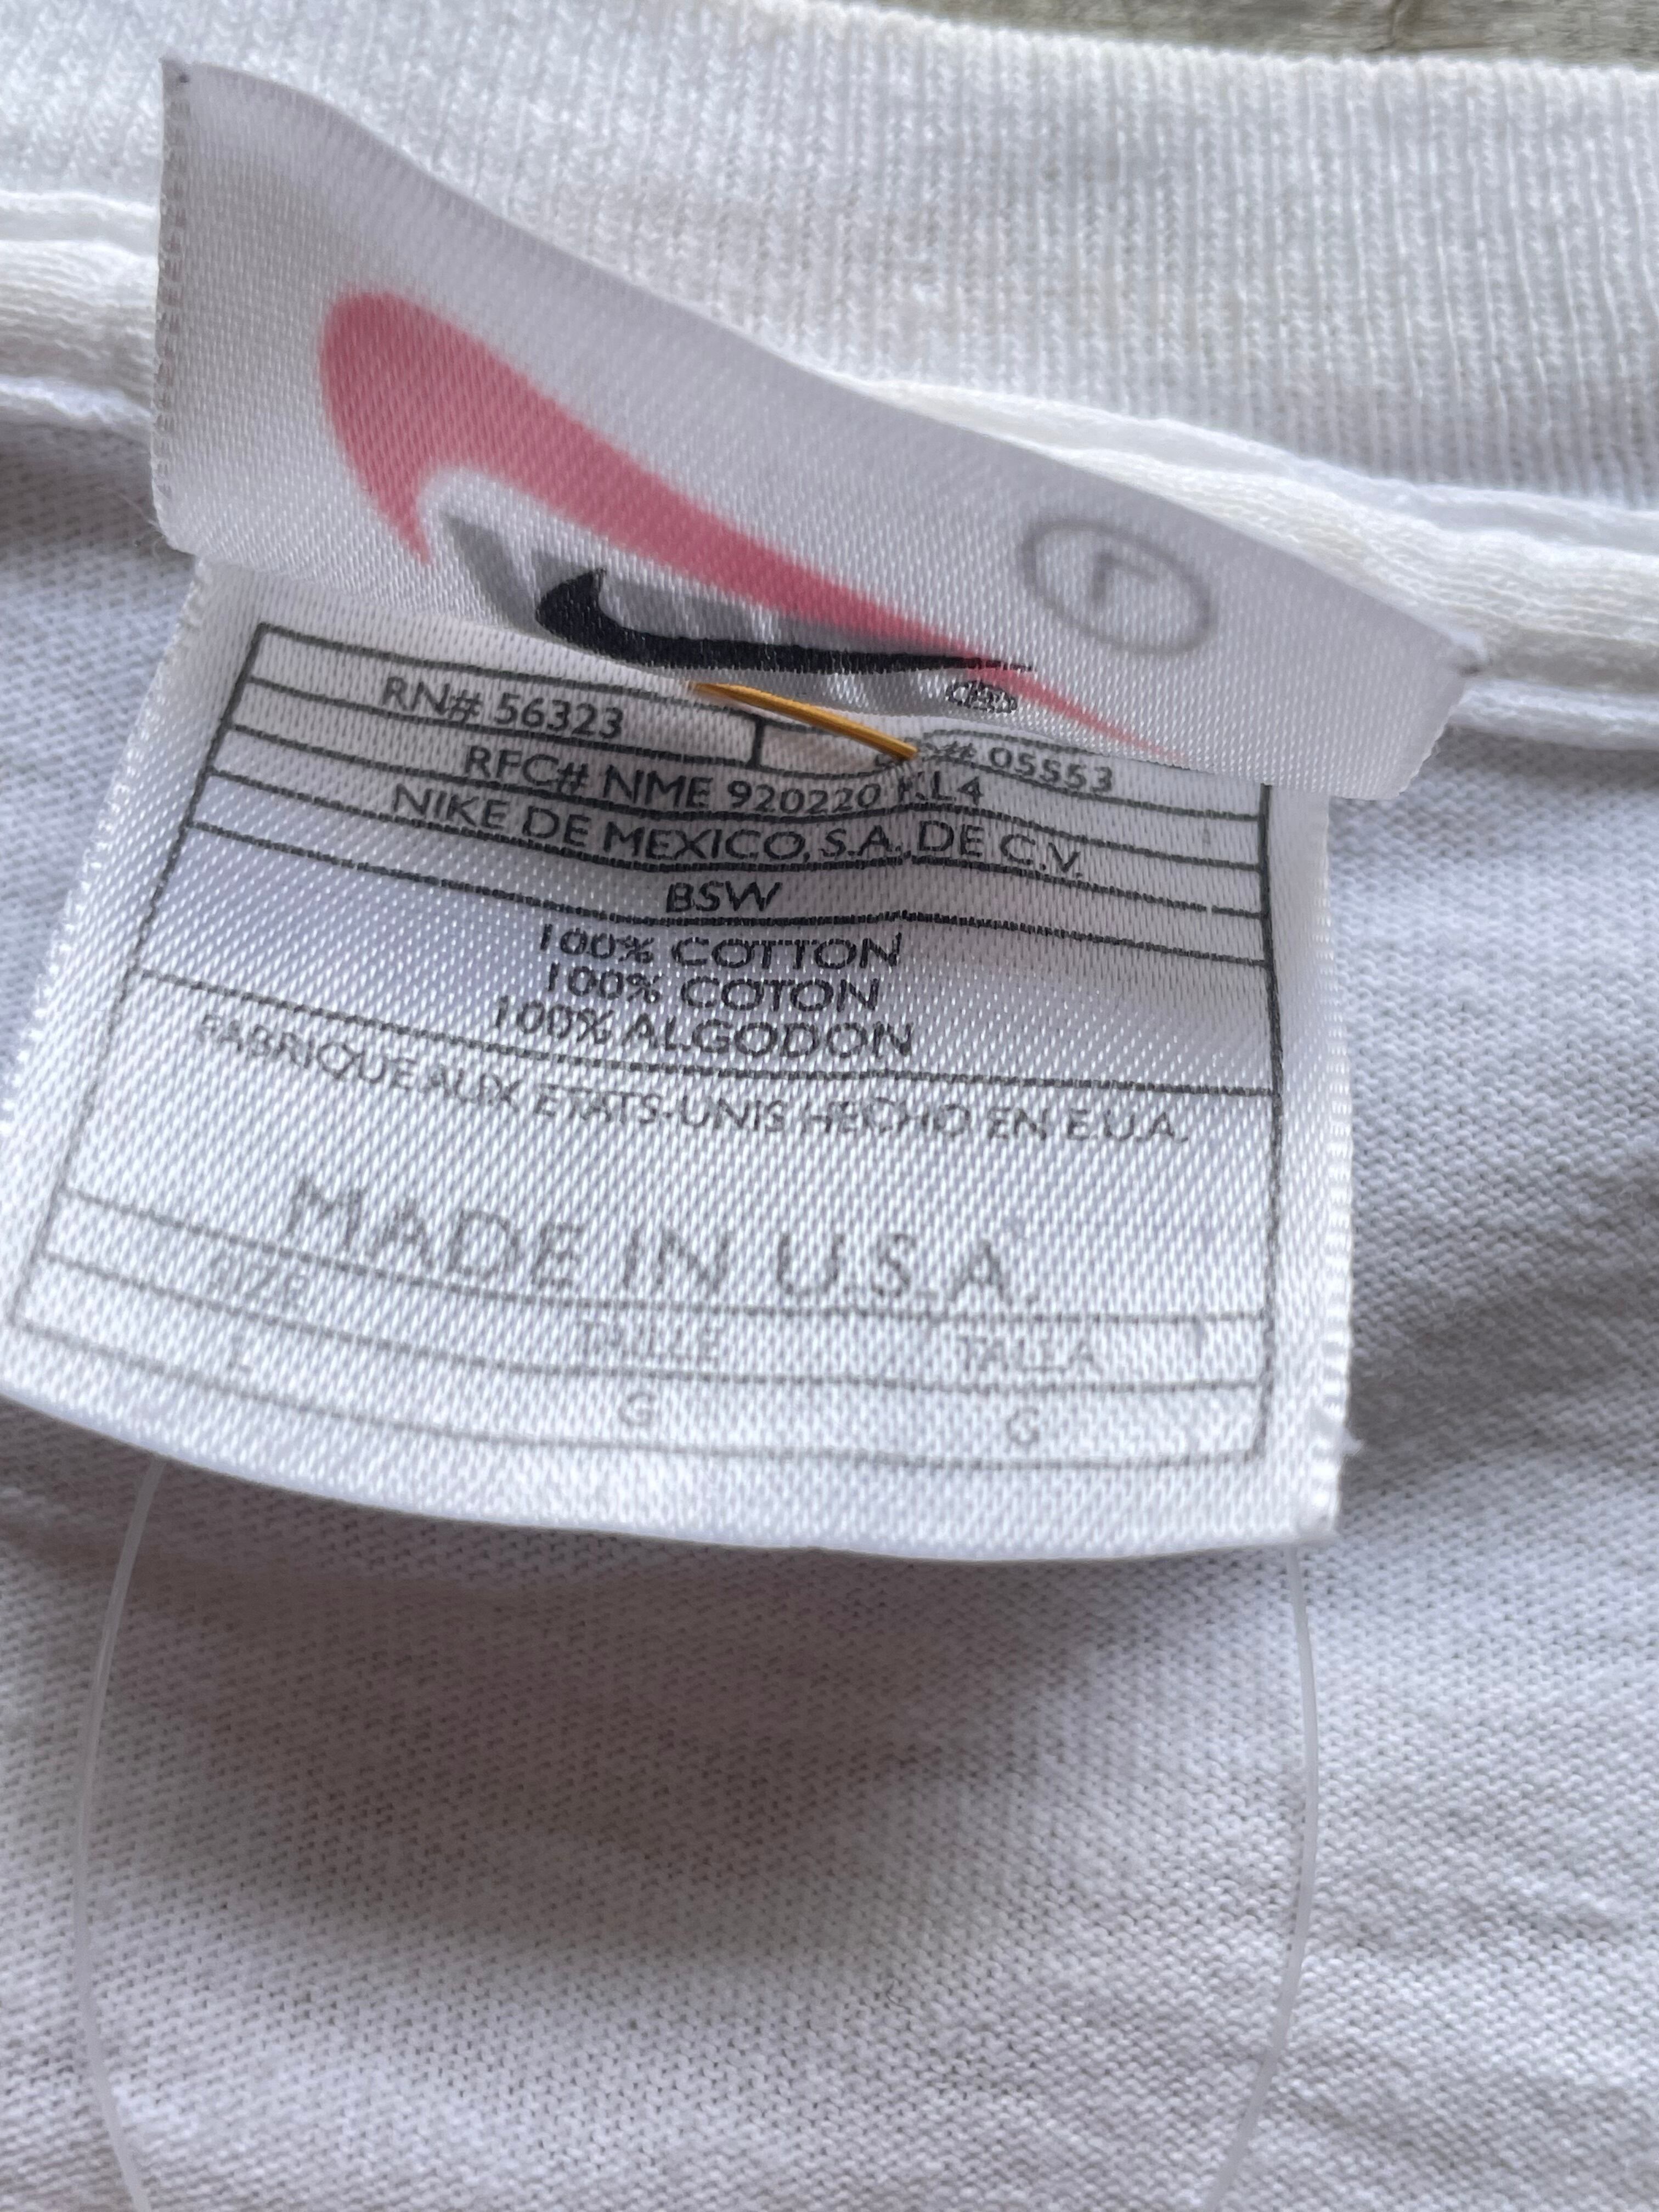 L
RN# 56323 # 05553
RFC# NME 920220 KL4
NIKE DE MEXICO, S.A. DE C.V.
BSW
100% COTTON
100% COTON
100% ALGODON
FABRIQUE AUX ETATS-UNIS HECHO EN E.U.A.
MADE IN U.S.A.
SIZE TAILLE TALLA
L G G